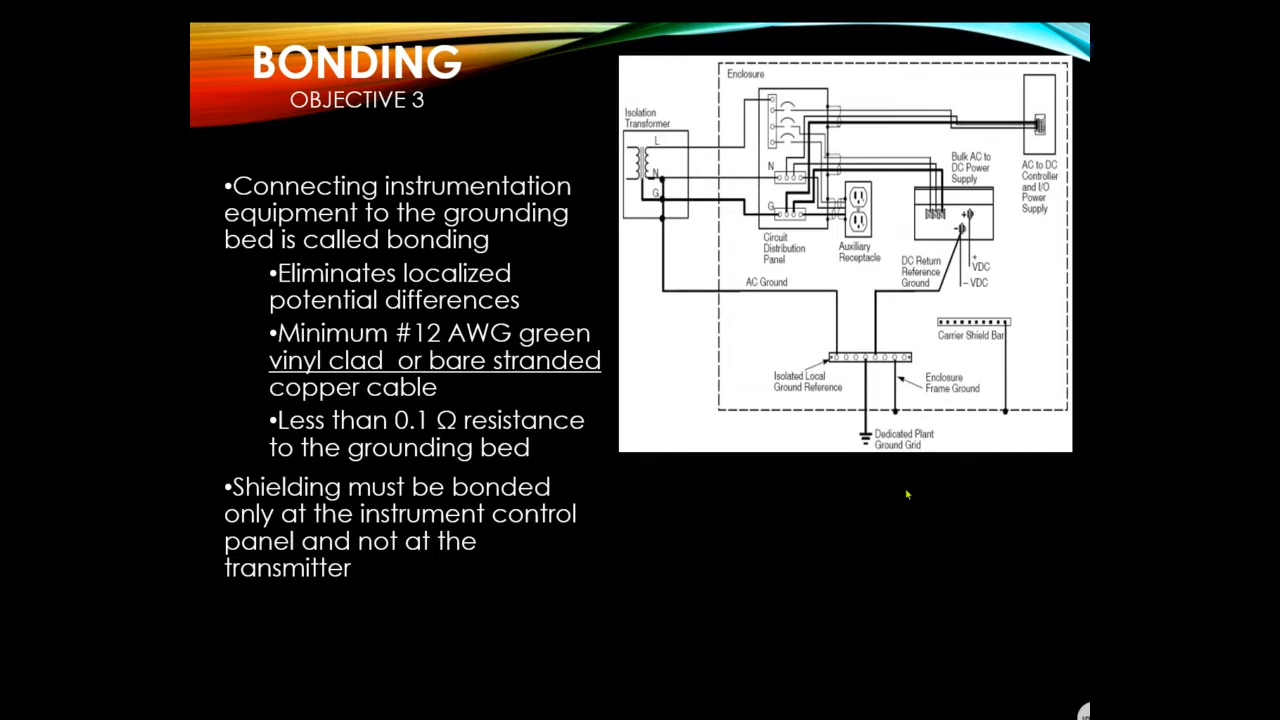 BONDING
OBJECTIVE 3
•Connecting instrumentation
equipment to the grounding
bed is called bonding
•Eliminates localized
potential differences
•Minimum #12 AWG green
vinyl clad or bare stranded
copper cable
•Less than 0.1 Ω resistance
to the grounding bed
•Shielding must be bonded
only at the instrument control
panel and not at the
transmitter
Enclosure
Isolation
Transformer
L
N
G
N
G
Circuit
Distribution
Panel
Auxiliary
Receptacle
Bulk AC to
DC Power
Supply
AC to DC
Controller
and I/O
Power
Supply
+
-
DC Return
Reference
Ground
+
VDC
– VDC
AC Ground
Carrier Shield Bar
Isolated Local
Ground Reference
Enclosure
Frame Ground
Dedicated Plant
Ground Grid